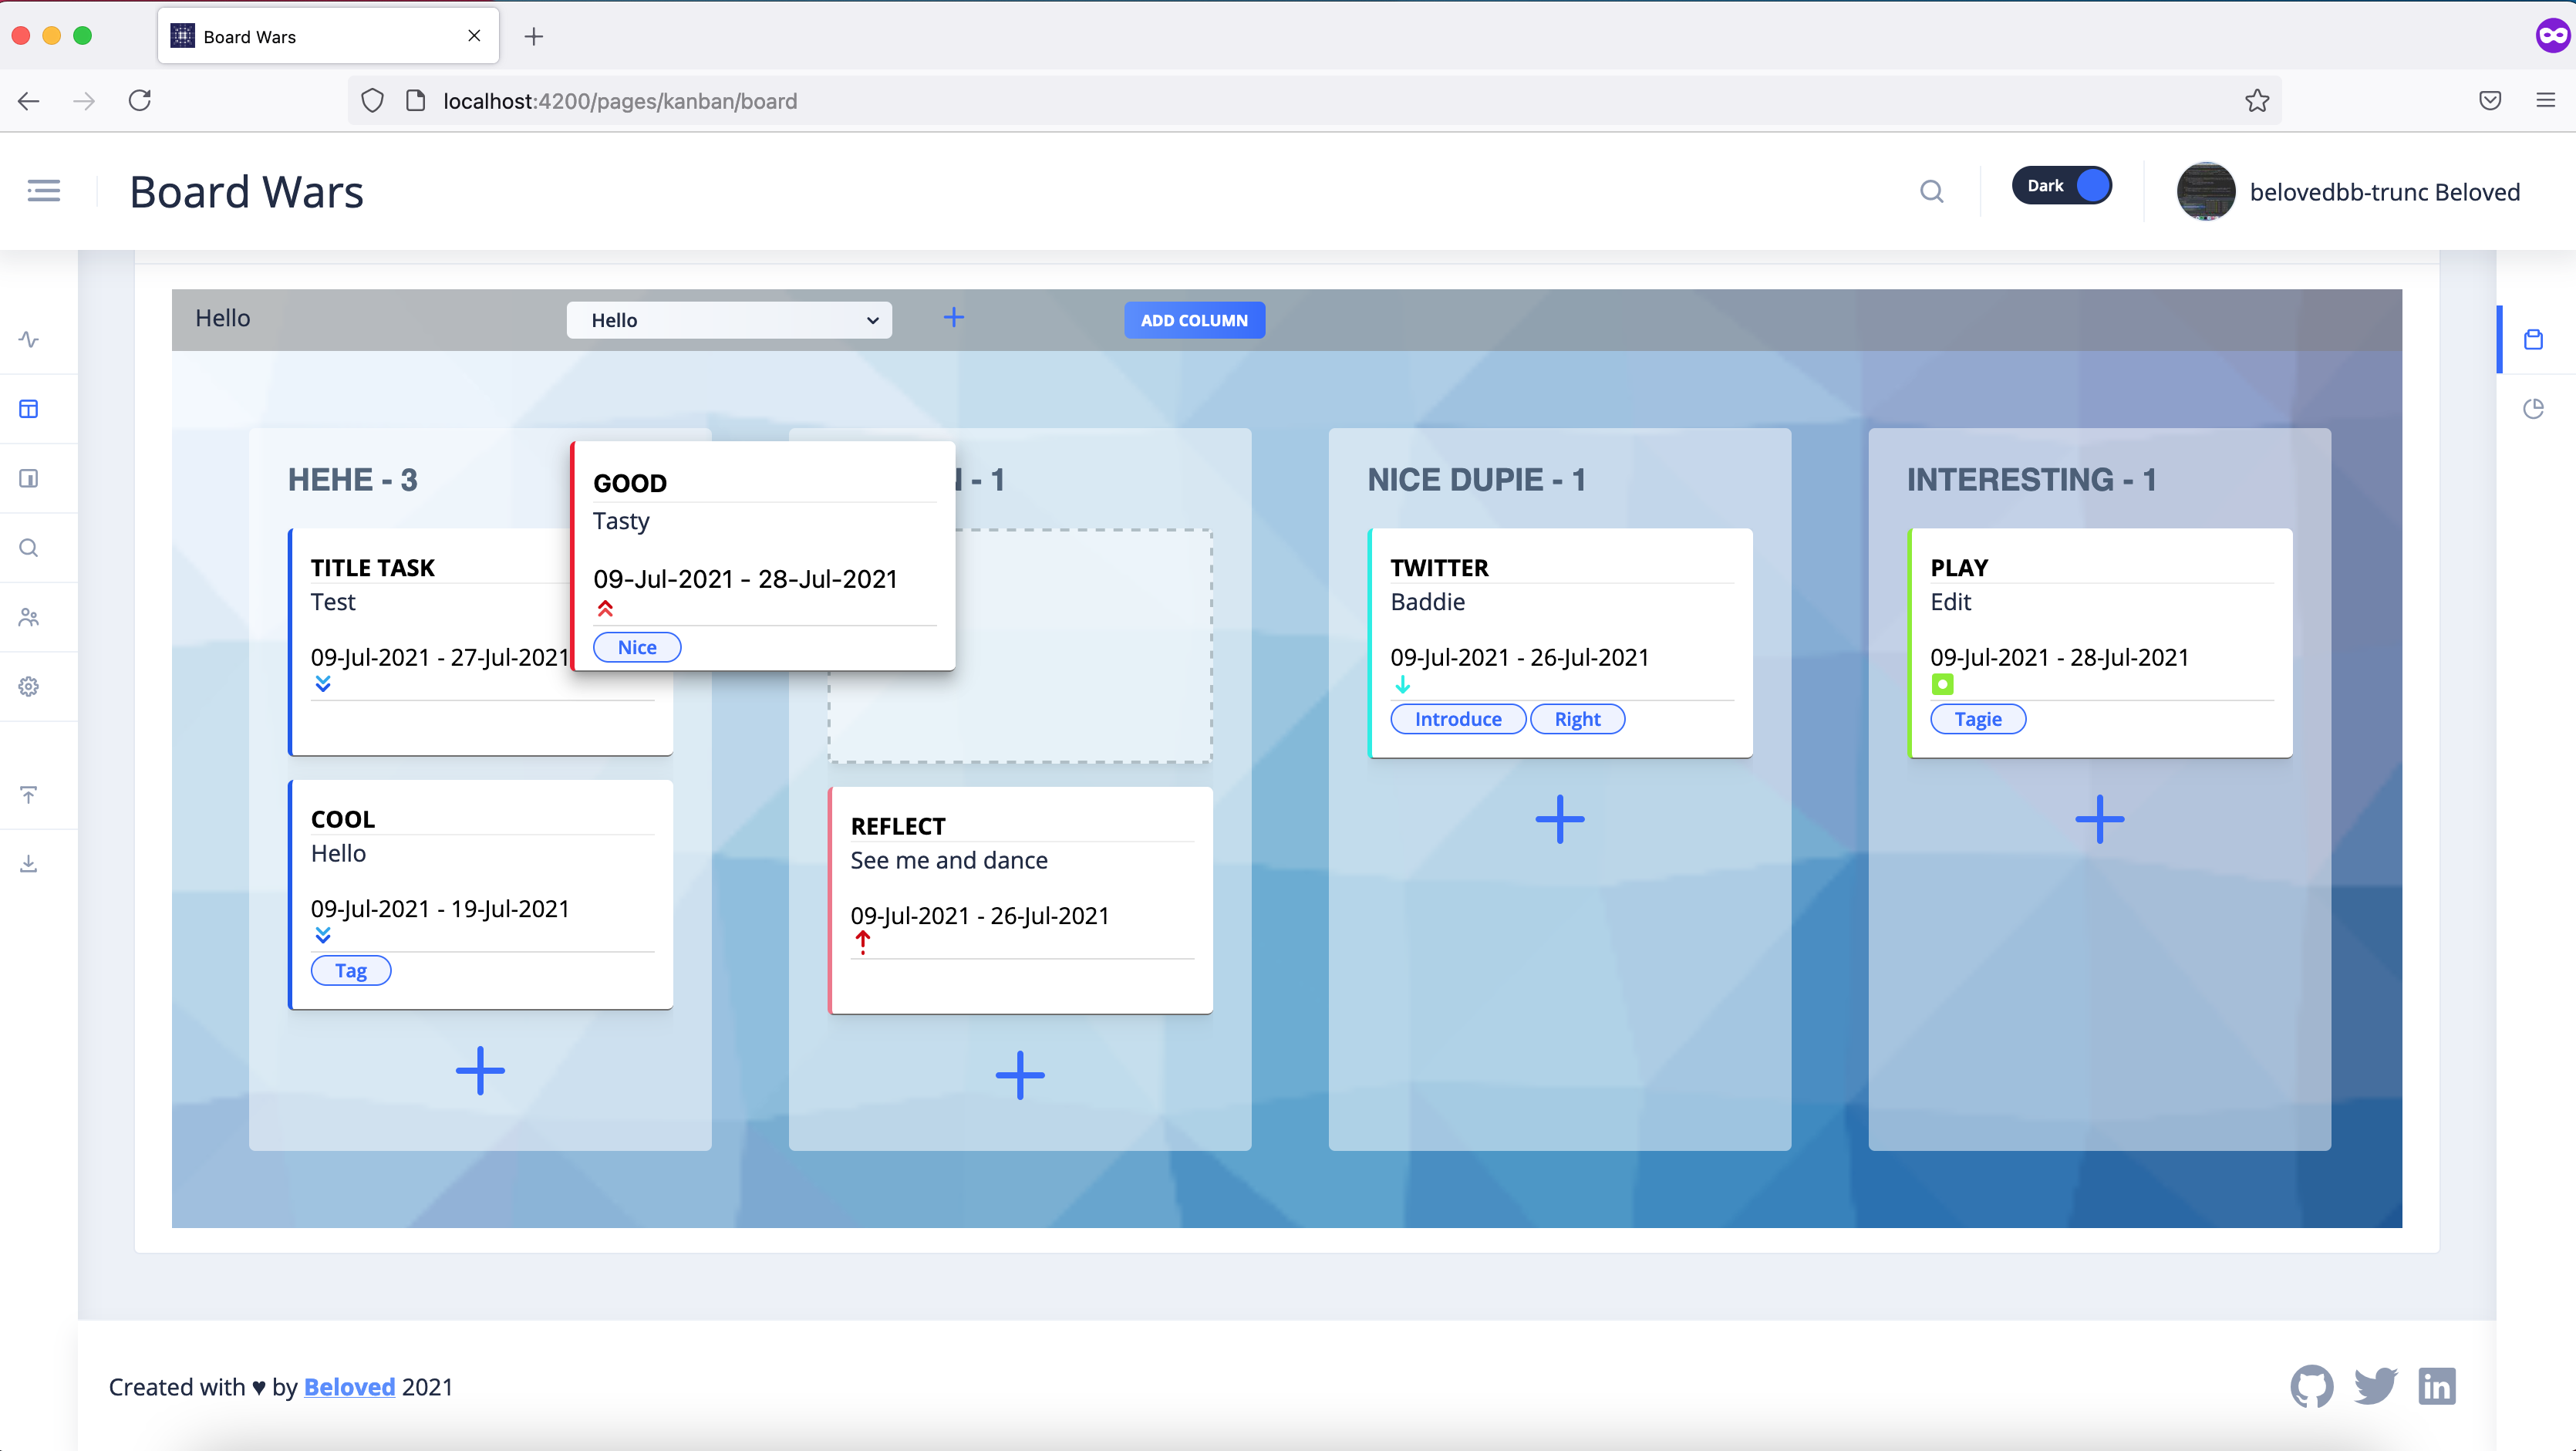 Board Wars
localhost:4200/pages/kanban/board
Board Wars
Dark
belovedbb-trunc Beloved
Hello
Hello
ADD COLUMN
HEHE - 3
TITLE TASK
Test
09-Jul-2021 - 27-Jul-2021
COOL
Hello
09-Jul-2021 - 19-Jul-2021
Tag
GOOD
Tasty
09-Jul-2021 - 28-Jul-2021
Nice
- 1
REFLECT
See me and dance
09-Jul-2021 - 26-Jul-2021
NICE DUPIE - 1
TWITTER
Baddie
09-Jul-2021 - 26-Jul-2021
Introduce Right
INTERESTING - 1
PLAY
Edit
09-Jul-2021 - 28-Jul-2021
Tagie
Created with ♥ by Beloved 2021
in